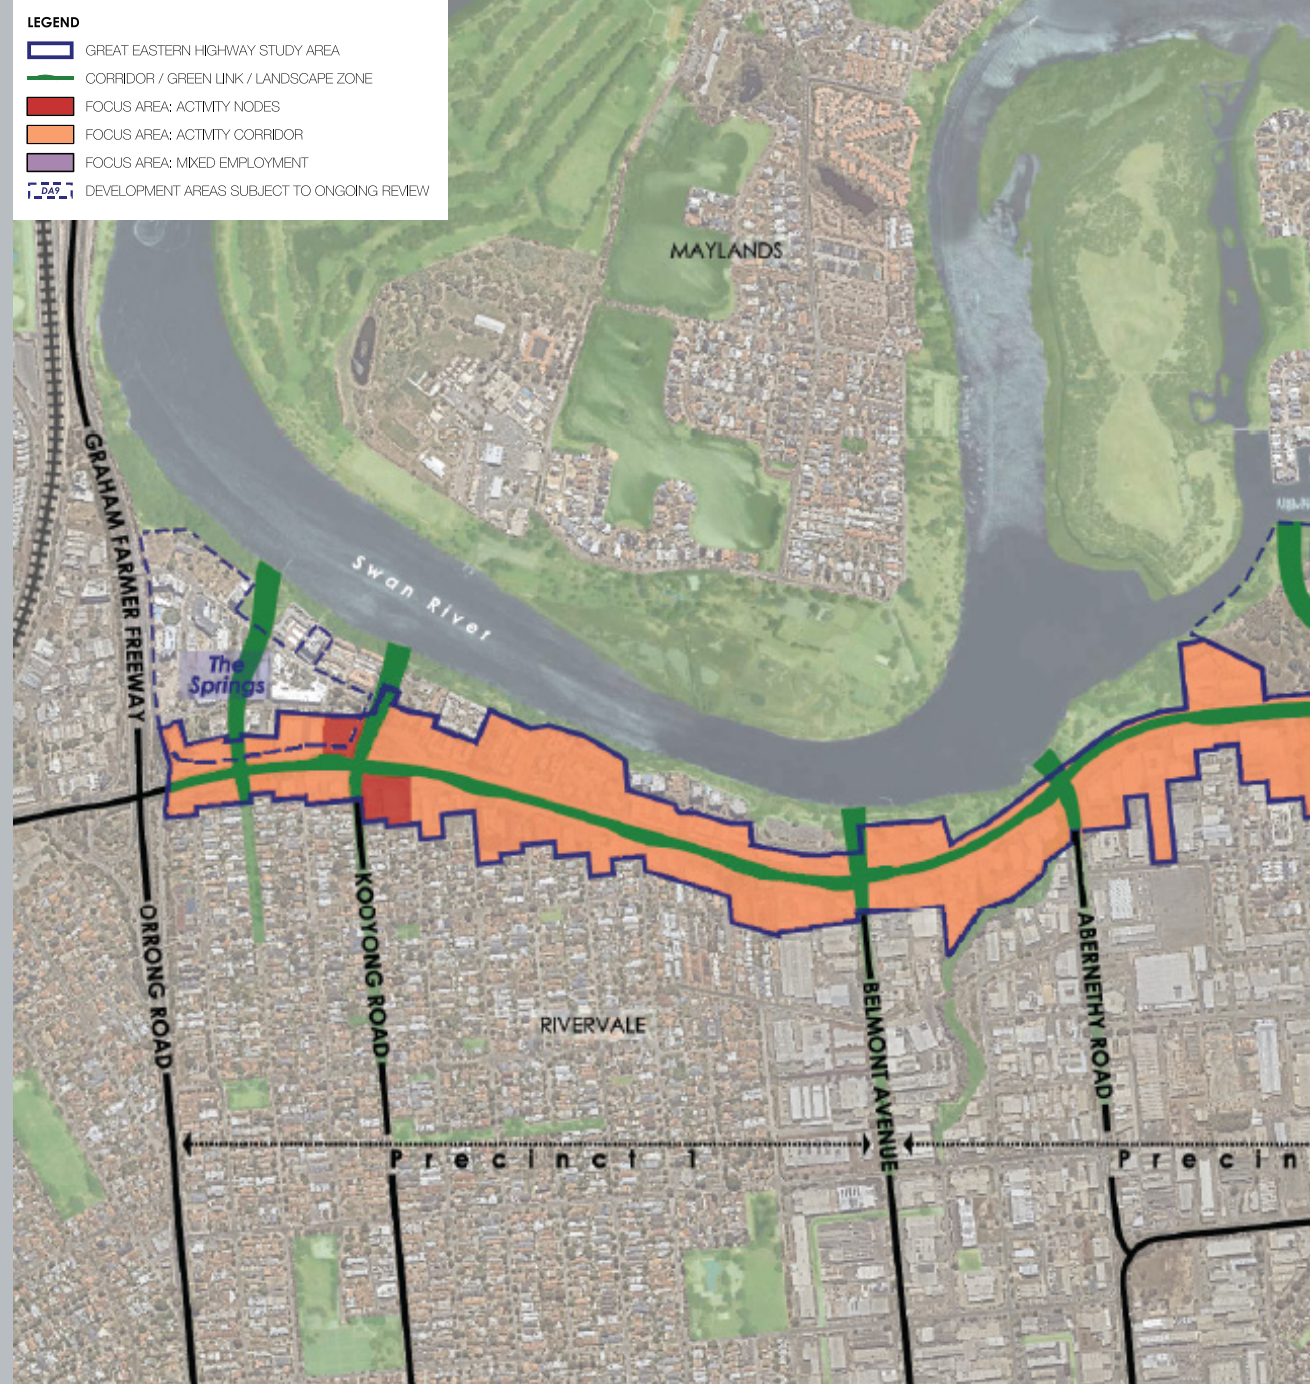 LEGEND
GREAT EASTERN HIGHWAY STUDY AREA
CORRIDOR / GREEN LINK / LANDSCAPE ZONE
FOCUS AREA: ACTIVITY NODES
FOCUS AREA: ACTIVITY CORRIDOR
FOCUS AREA: MIXED EMPLOYMENT
DA9 DEVELOPMENT AREAS SUBJECT TO ONGOING REVIEW
MAYLANDS
GRAHAM FARMER FREEWAY
Swan River
The
Springs
ORRONG ROAD
KOOYONG ROAD
RIVERVALE
BELMONT AVENUE
ABERNETHY ROAD
Precinct 1
Precin